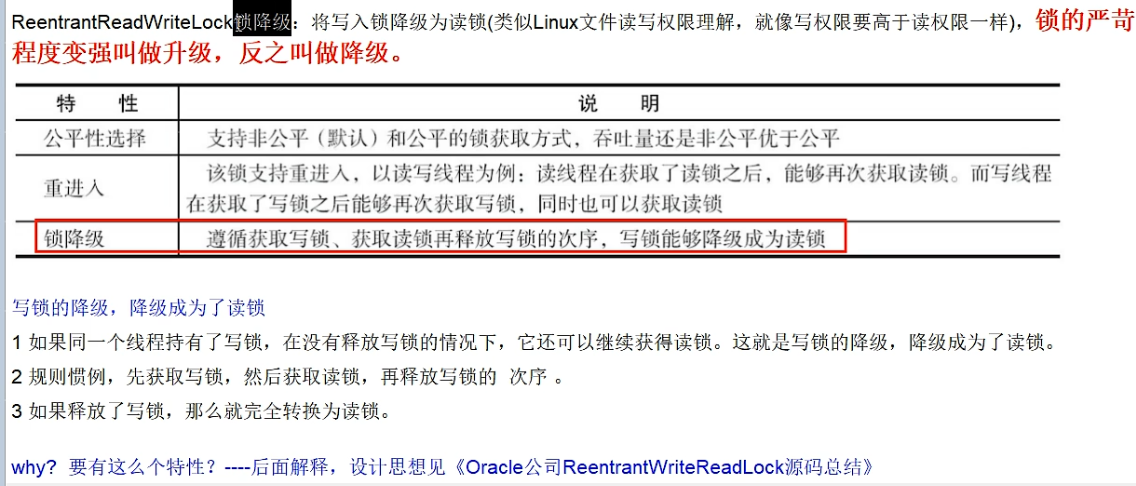 ReentrantReadWriteLock锁降级：将写入锁降级为读锁(类似Linux文件读写权限理解，就像写权限要高于读权限一样)，锁的严苛
程度变强叫做升级，反之叫做降级。
特 性 说 明
公平性选择 支持非公平（默认）和公平的锁获取方式，吞吐量还是非公平优于公平
重进入 该锁支持重进入，以读写线程为例：读线程在获取了读锁之后，能够再次获取读锁。而写线程
在获取了写锁之后能够再次获取写锁，同时也可以获取读锁
锁降级 遵循获取写锁、获取读锁再释放写锁的次序，写锁能够降级成为读锁
写锁的降级，降级成为了读锁
1 如果同一个线程持有了写锁，在没有释放写锁的情况下，它还可以继续获得读锁。这就是写锁的降级，降级成为了读锁。
2 规则惯例，先获取写锁，然后获取读锁，再释放写锁的 次序 。
3 如果释放了写锁，那么就完全转换为读锁。
why？ 要有这么个特性？----后面解释，设计思想见《Oracle公司ReentrantWriteReadLock源码总结》